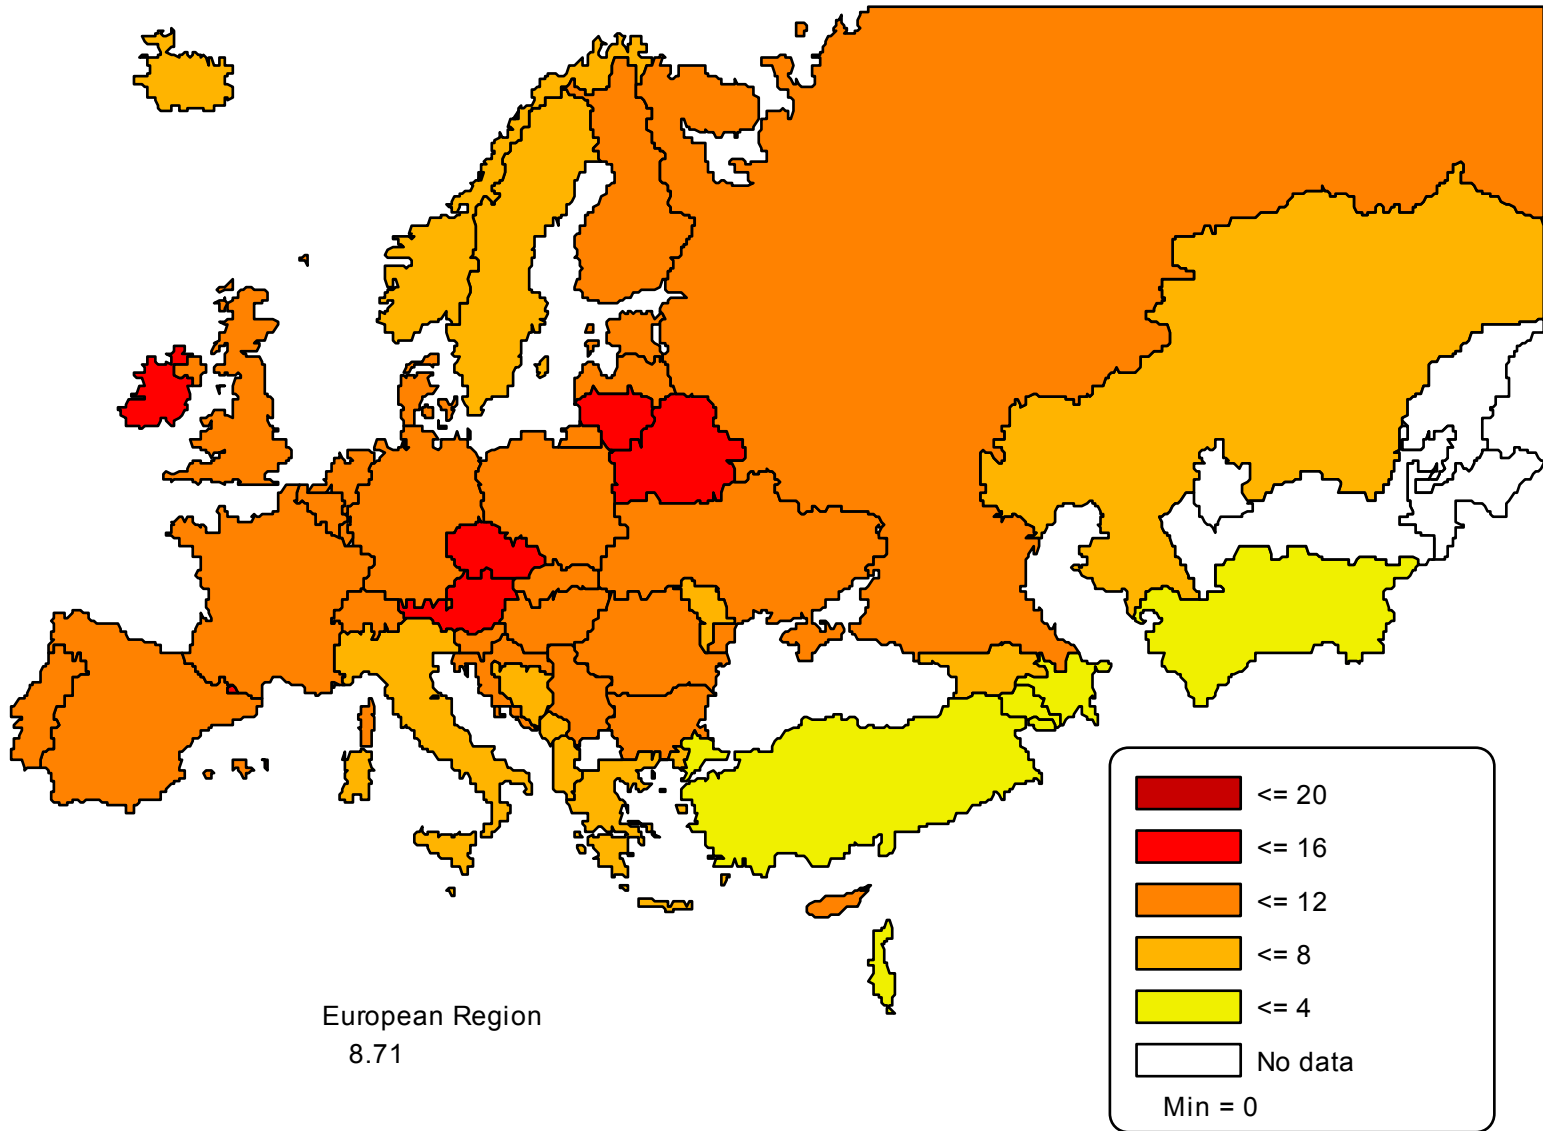 <= 20
<= 16
<= 12
<= 8
<= 4
No data
Min = 0
European Region
8.71